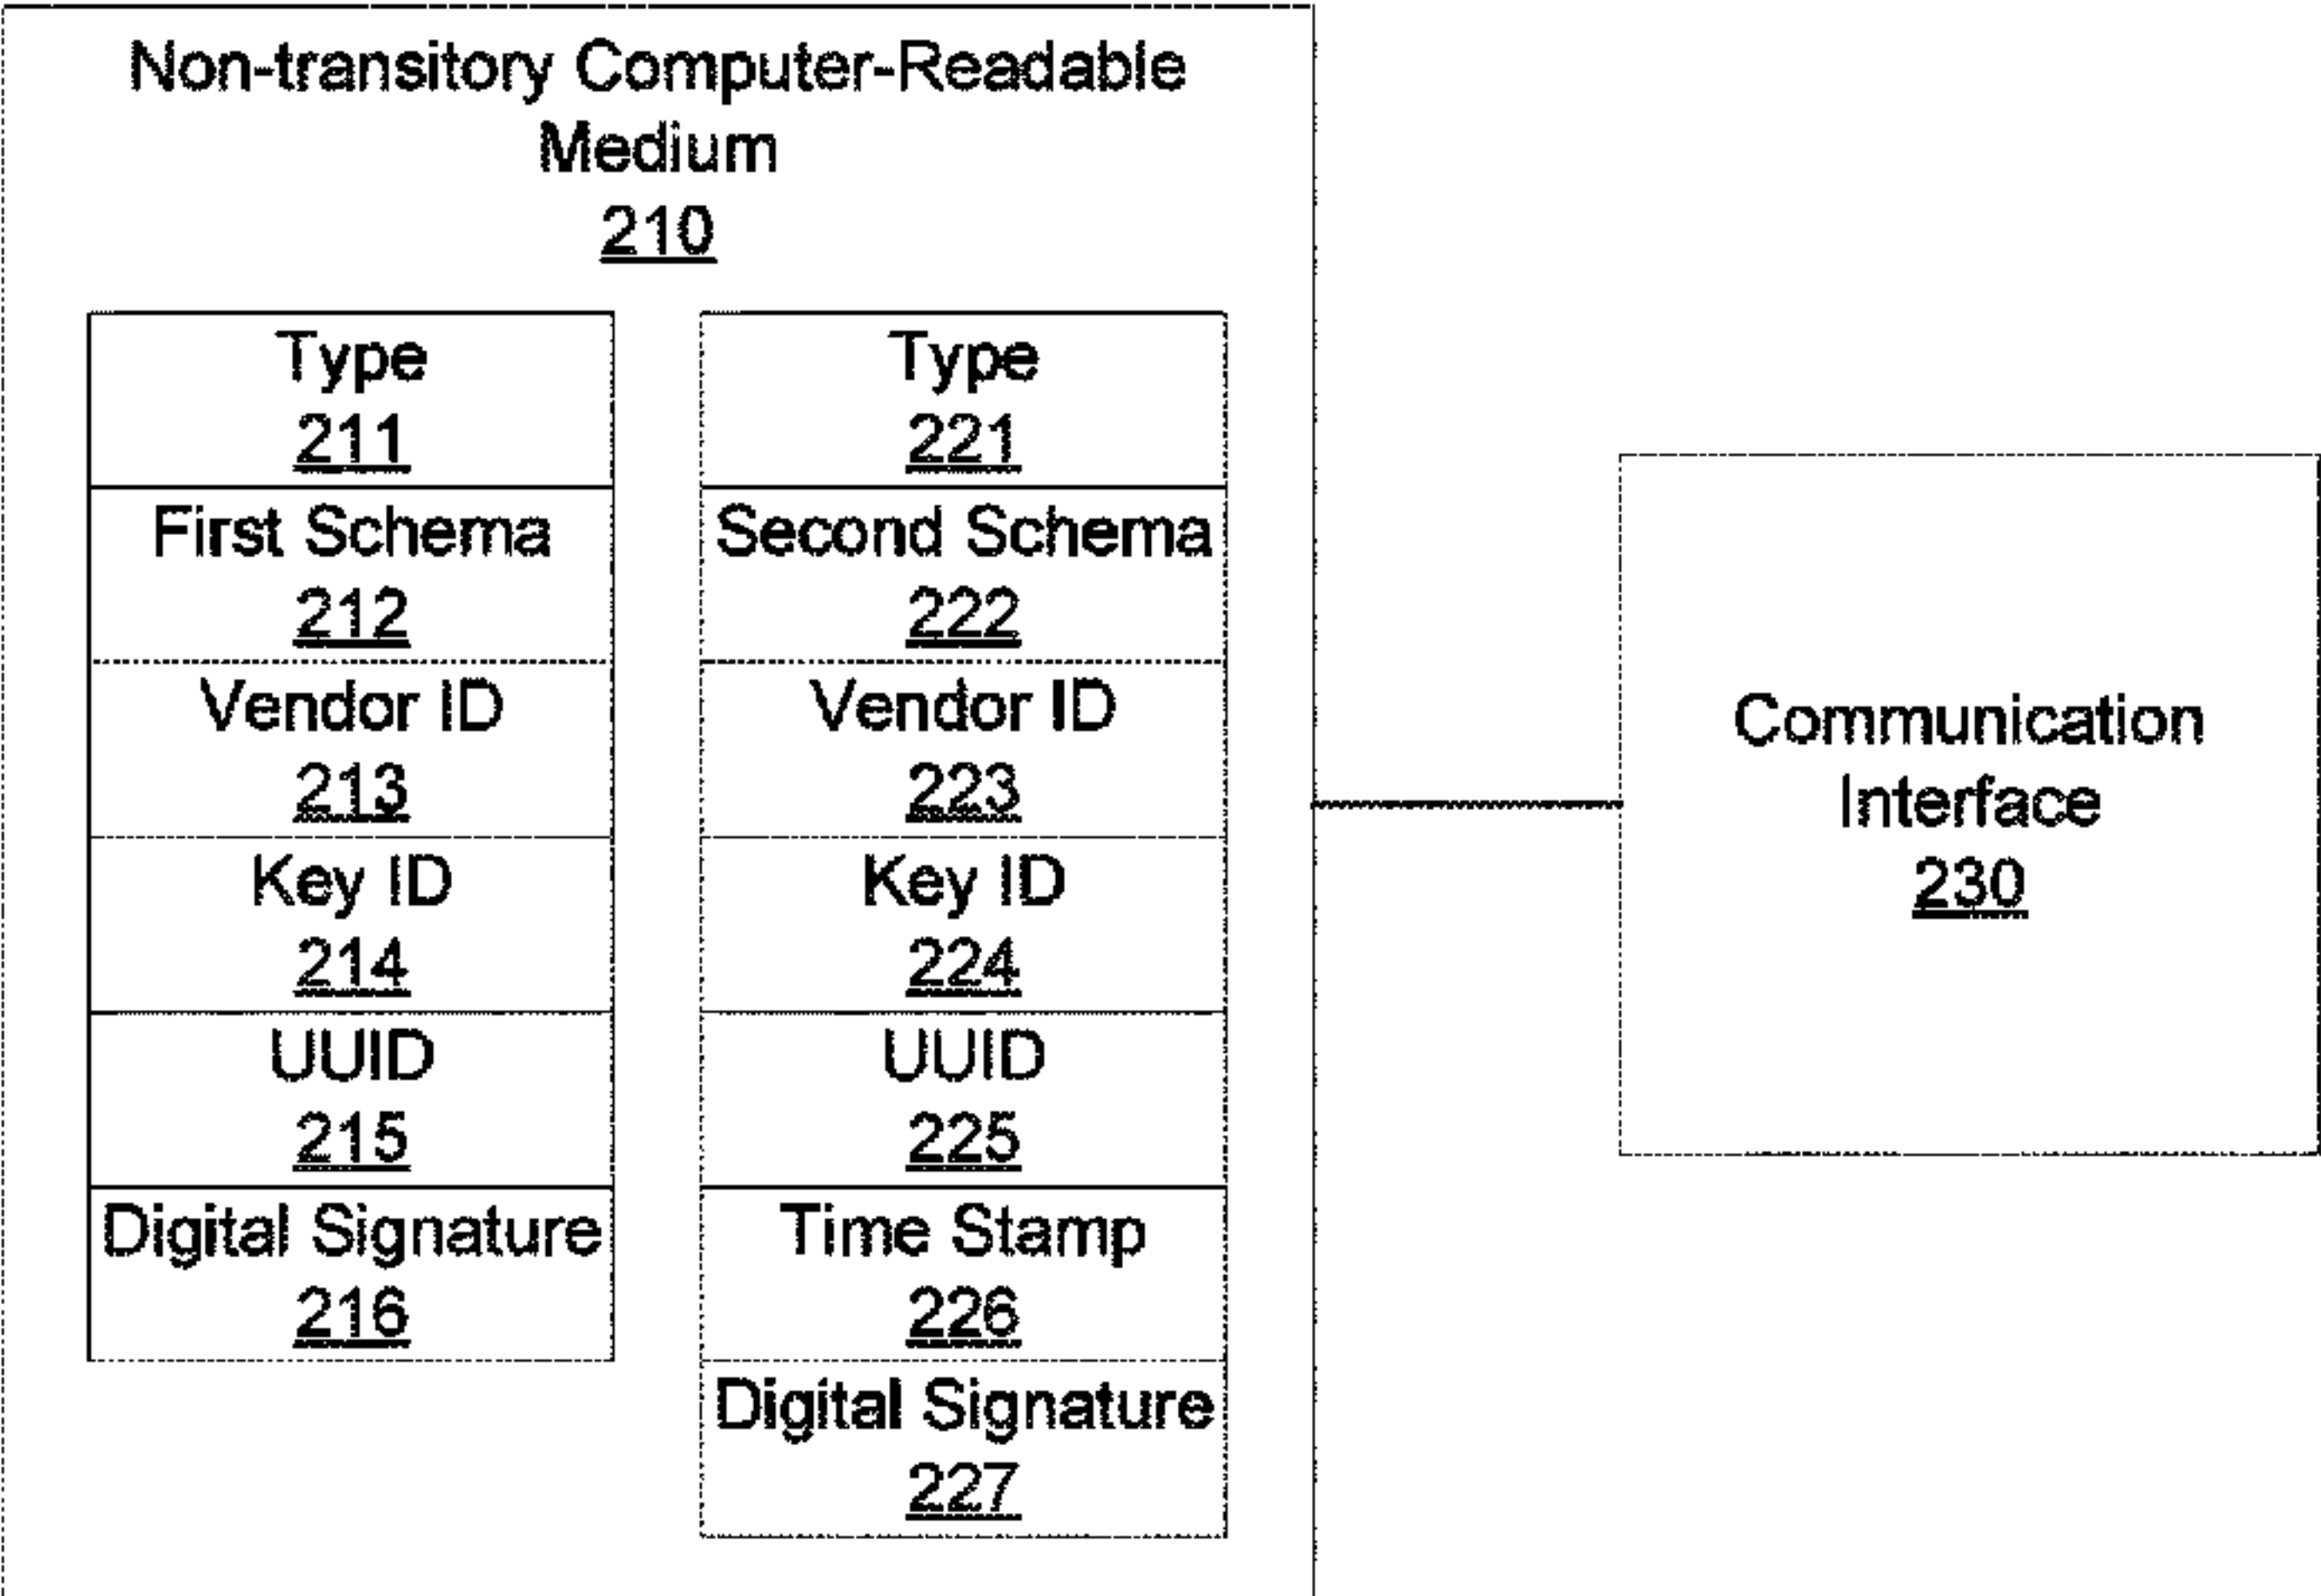 Non-transitory Computer-Readable
Medium
210
Type
211
First Schema
212
Vendor ID
213
Key ID
214
UUID
215
Digital Signature
216
Type
221
Second Schema
222
Vendor ID
223
Key ID
224
UUID
225
Time Stamp
226
Digital Signature
227
Communication
Interface
230